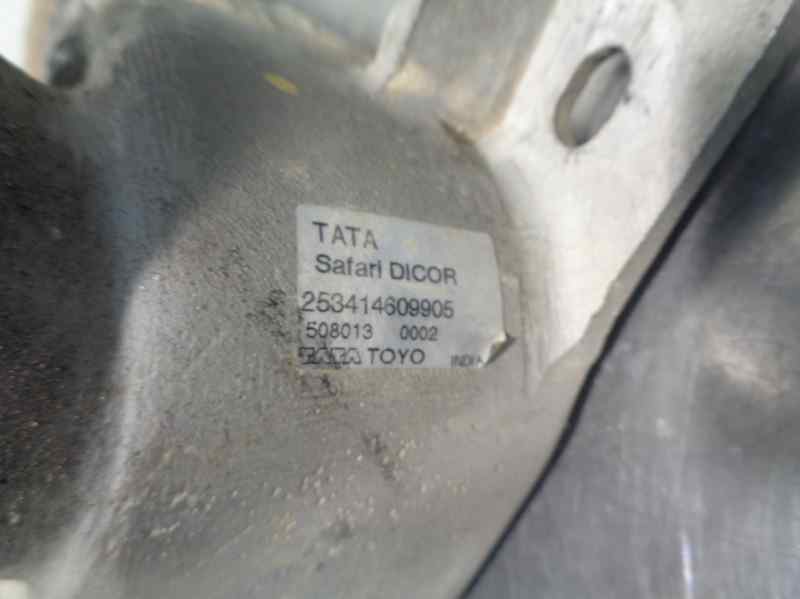 TATA
Safari DICOR
253414609905
508013 0002
TATA TOYO INDIA